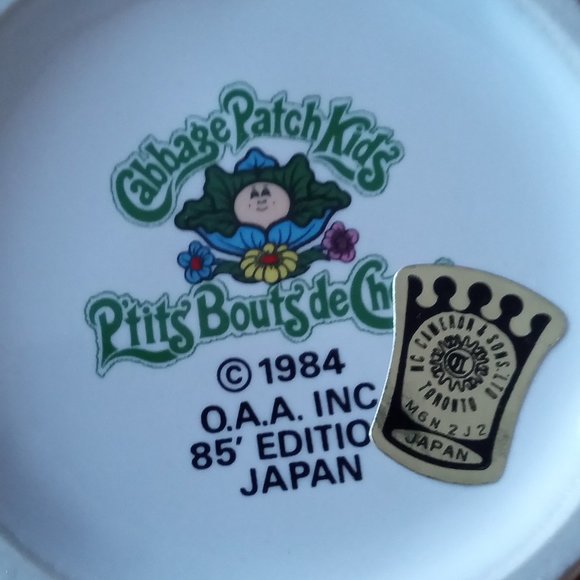 Cabbage Patch Kids
P'tits Bouts de Ch
© 1984
O.A.A. INC
85' EDITIO
JAPAN
MC CAMERON & SONS, LTD
TORONTO
M6N 2J2
JAPAN